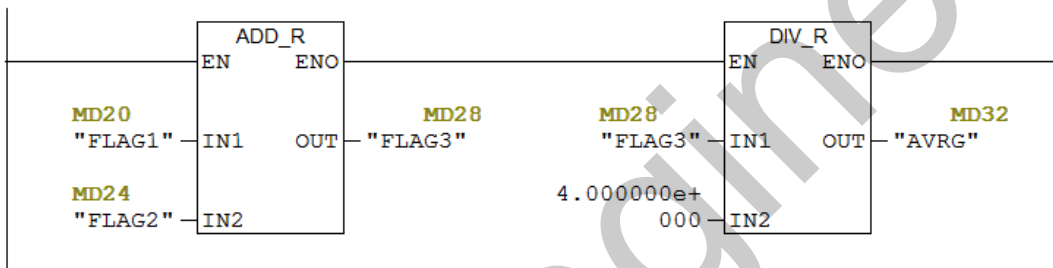 ADD_R
EN ENO
MD20
"FLAG1" IN1
OUT "FLAG3"
MD28
MD24
"FLAG2" IN2
DIV_R
EN ENO
MD28
"FLAG3" IN1
OUT "AVRG"
MD32
4.000000e+
000 IN2